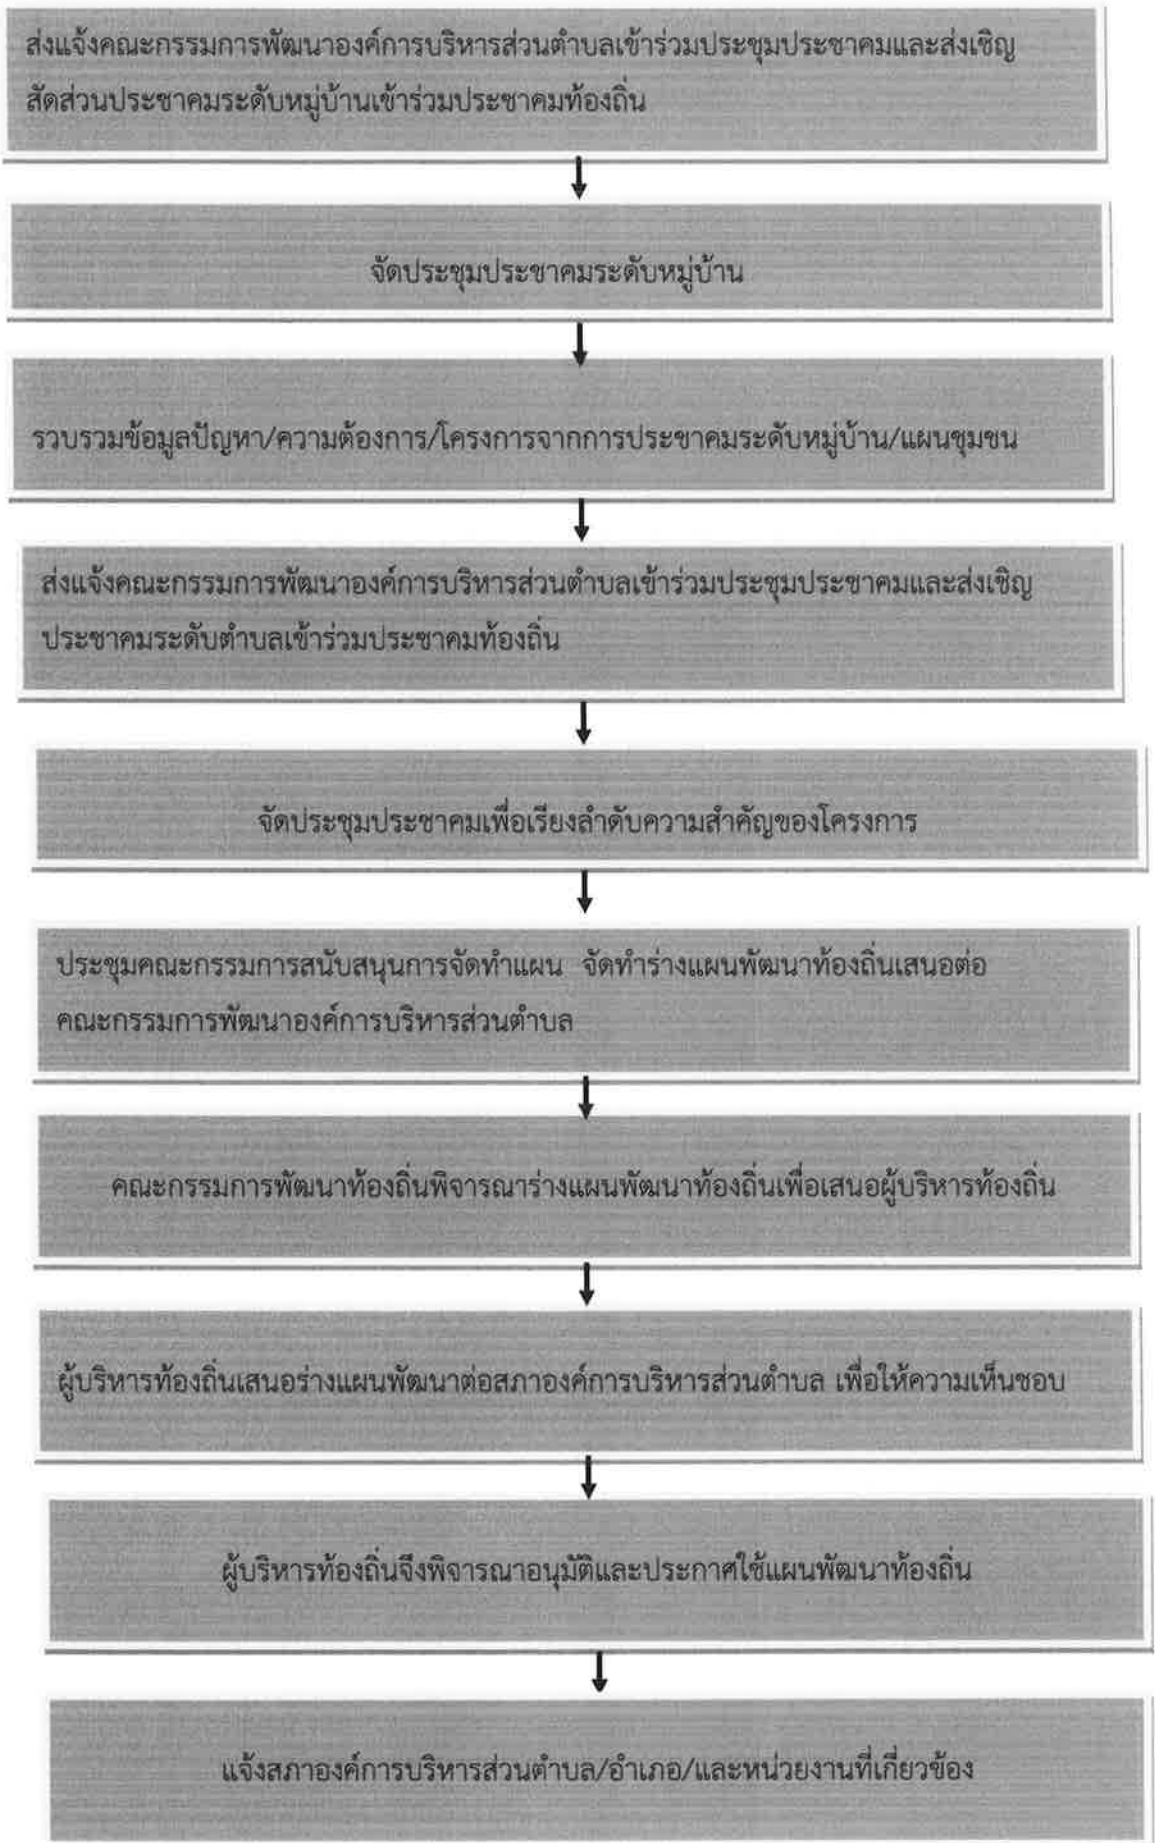 ส่งแจ้งคณะกรรมการพัฒนาองค์การบริหารส่วนตำบลเข้าร่วมประชุมประชาคมและส่งเชิญ
สัดส่วนประชาคมระดับหมู่บ้านเข้าร่วมประชาคมท้องถิ่น
จัดประชุมประชาคมระดับหมู่บ้าน
รวบรวมข้อมูลปัญหา/ความต้องการ/โครงการจากการประชาคมระดับหมู่บ้าน/แผนชุมชน
ส่งแจ้งคณะกรรมการพัฒนาองค์การบริหารส่วนตำบลเข้าร่วมประชุมประชาคมและส่งเชิญ
ประชาคมระดับตำบลเข้าร่วมประชาคมท้องถิ่น
จัดประชุมประชาคมเพื่อเรียงลำดับความสำคัญของโครงการ
ประชุมคณะกรรมการสนับสนุนการจัดทำแผน จัดทำร่างแผนพัฒนาท้องถิ่นเสนอต่อ
คณะกรรมการพัฒนาองค์การบริหารส่วนตำบล
คณะกรรมการพัฒนาท้องถิ่นพิจารณาร่างแผนพัฒนาท้องถิ่นเพื่อเสนอผู้บริหารท้องถิ่น
ผู้บริหารท้องถิ่นเสนอร่างแผนพัฒนาต่อสภาองค์การบริหารส่วนตำบล เพื่อให้ความเห็นชอบ
ผู้บริหารท้องถิ่นจึงพิจารณาอนุมัติและประกาศใช้แผนพัฒนาท้องถิ่น
แจ้งสภาองค์การบริหารส่วนตำบล/อำเภอ/และหน่วยงานที่เกี่ยวข้อง